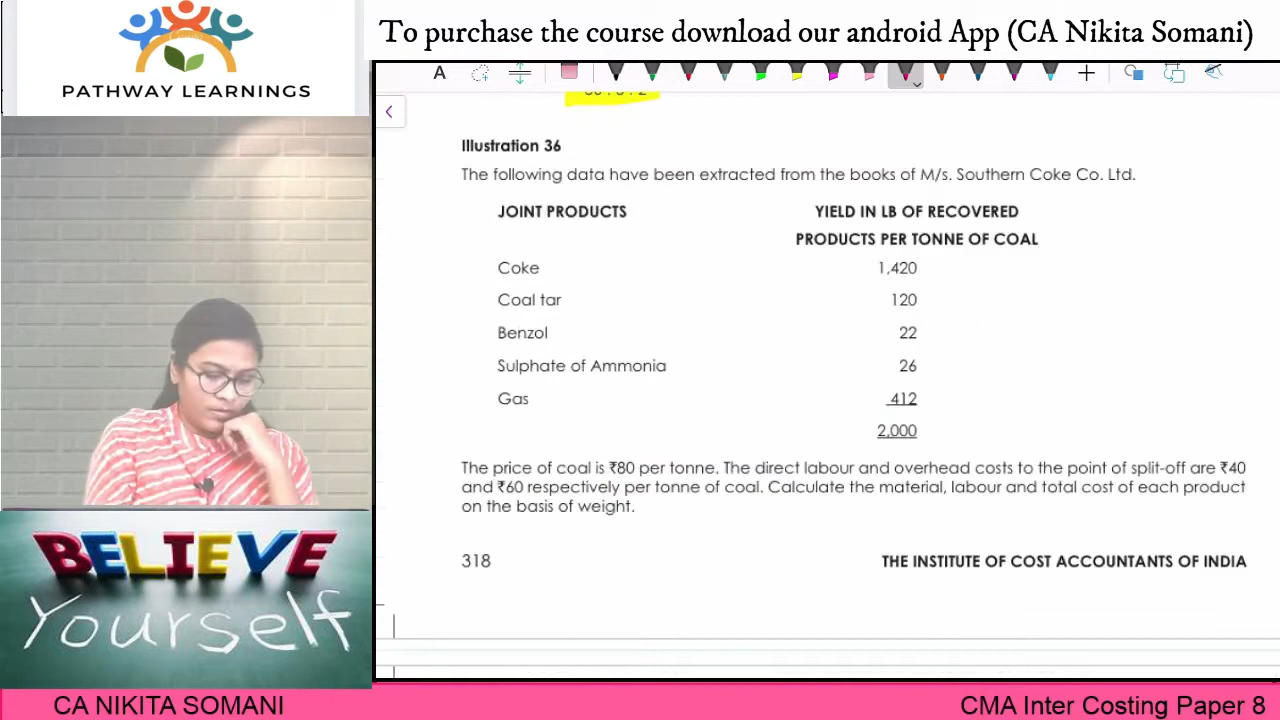 To purchase the course download our android App (CA Nikita Somani)
PATHWAY LEARNINGS
A
Illustration 36
The following data have been extracted from the books of M/s. Southern Coke Co. Ltd.
JOINT PRODUCTS YIELD IN LB OF RECOVERED
PRODUCTS PER TONNE OF COAL
Coke 1,420
Coal tar 120
Benzol 22
Sulphate of Ammonia 26
Gas 412
2,000
The price of coal is ₹80 per tonne. The direct labour and overhead costs to the point of split-off are ₹40
and ₹60 respectively per tonne of coal. Calculate the material, labour and total cost of each product
on the basis of weight.
318 THE INSTITUTE OF COST ACCOUNTANTS OF INDIA
BELIEVE
Yourself
CA NIKITA SOMANI CMA Inter Costing Paper 8